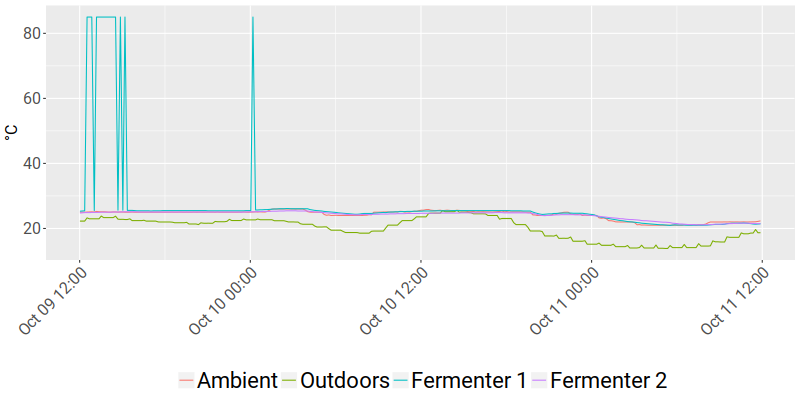 80
60
°C
40
20
Oct 09 12:00
Oct 10 00:00
Oct 10 12:00
Oct 11 00:00
Oct 11 12:00
Ambient Outdoors Fermenter 1 Fermenter 2